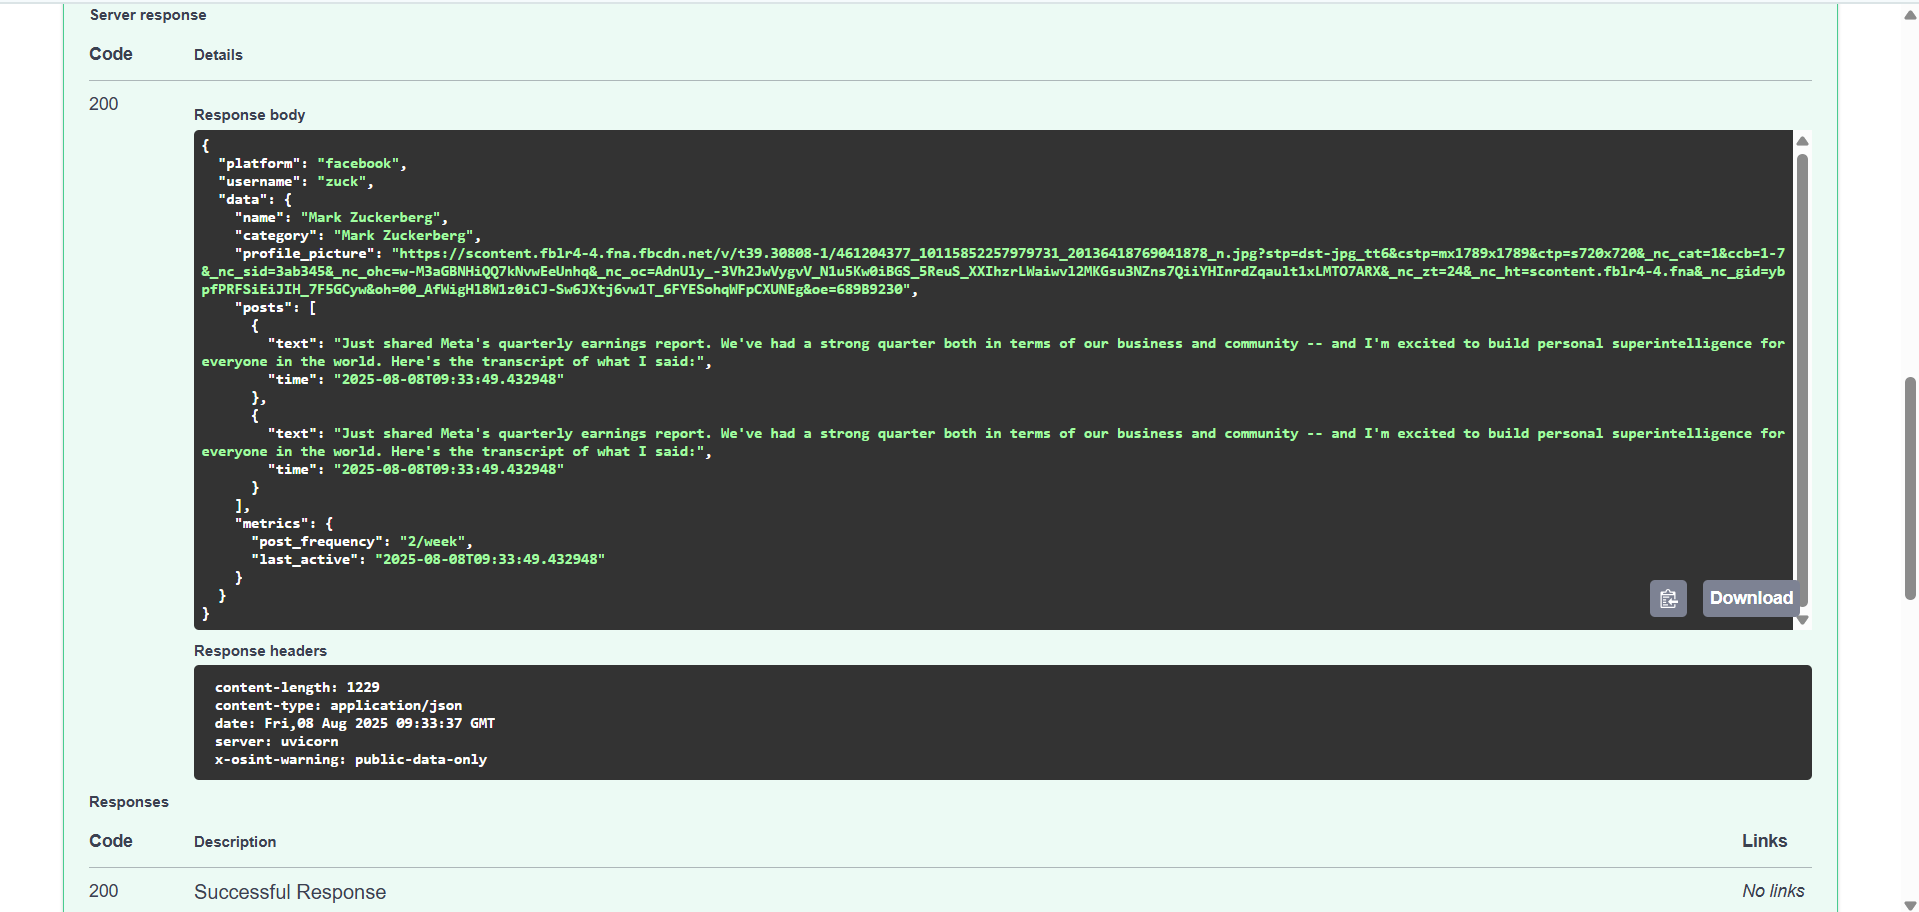 Server response
Code Details
200
Response body
{
"platform": "facebook",
"username": "zuck",
"data": {
"name": "Mark Zuckerberg",
"category": "Mark Zuckerberg",
"profile_picture": "https://scontent.fblr4-4.fna.fbcdn.net/v/t39.30808-1/461204377_10115852257979731_20136418769041878_n.jpg?stp=dst-jpg_tt6&cstp=mx1789x1789&ctp=s720x720&_nc_cat=1&ccb=1-7
&_nc_sid=3ab345&_nc_ohc=w-M3aGBNHiQQ7kNvwEeUnhq&_nc_oc=AdnUly_-3Vh2JwVygvV_N1u5Kw0iBGS_5ReuS_XXIhzrLWaiwvl2MKGsu3NZns7QiiYHInrdZqault1xLMTO7ARX&_nc_zt=24&_nc_ht=scontent.fblr4-4.fna&_nc_gid=yb
pfPRFSiEiJIH_7F5GCyw&oh=00_AfWigHl8W1z0iCJ-Sw6JXtj6vwlT_6FYESohqWFpCXUNEg&oe=689B9230",
"posts": [
{
"text": "Just shared Meta's quarterly earnings report. We've had a strong quarter both in terms of our business and community -- and I'm excited to build personal superintelligence for
everyone in the world. Here's the transcript of what I said:",
"time": "2025-08-08T09:33:49.432948"
},
{
"text": "Just shared Meta's quarterly earnings report. We've had a strong quarter both in terms of our business and community -- and I'm excited to build personal superintelligence for
everyone in the world. Here's the transcript of what I said:",
"time": "2025-08-08T09:33:49.432948"
}
],
"metrics": {
"post_frequency": "2/week",
"last_active": "2025-08-08T09:33:49.432948"
}
}
}
Download
Response headers
content-length: 1229
content-type: application/json
date: Fri,08 Aug 2025 09:33:37 GMT
server: uvicorn
x-osint-warning: public-data-only
Responses
Code Description Links
200 Successful Response No links